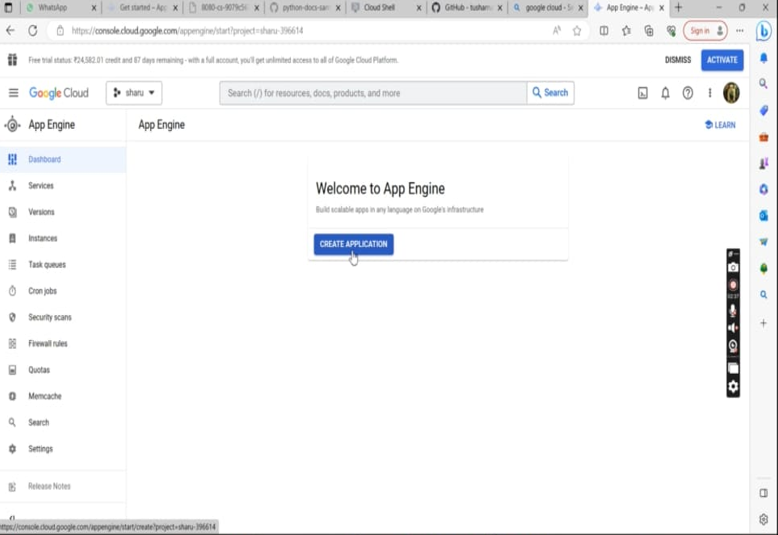 WhatsApp
Get started – App
8080-cs-9079c5
python-docs-sam
Cloud Shell
GitHub - tusham
google cloud - S
App Engine – App
https://console.cloud.google.com/appengine/start?project=sharu-396614
Sign in
Free trial status: ₹24,582.01 credit and 87 days remaining - with a full account, you'll get unlimited access to all of Google Cloud Platform.
DISMISS
ACTIVATE
Google Cloud
sharu
Search (/) for resources, docs, products, and more
Search
App Engine
App Engine
LEARN
Dashboard
Services
Versions
Instances
Task queues
Cron jobs
Security scans
Firewall rules
Quotas
Memcache
Search
Settings
Release Notes
Welcome to App Engine
Build scalable apps in any language on Google's infrastructure
CREATE APPLICATION
https://console.cloud.google.com/appengine/start/create?project=sharu-396614